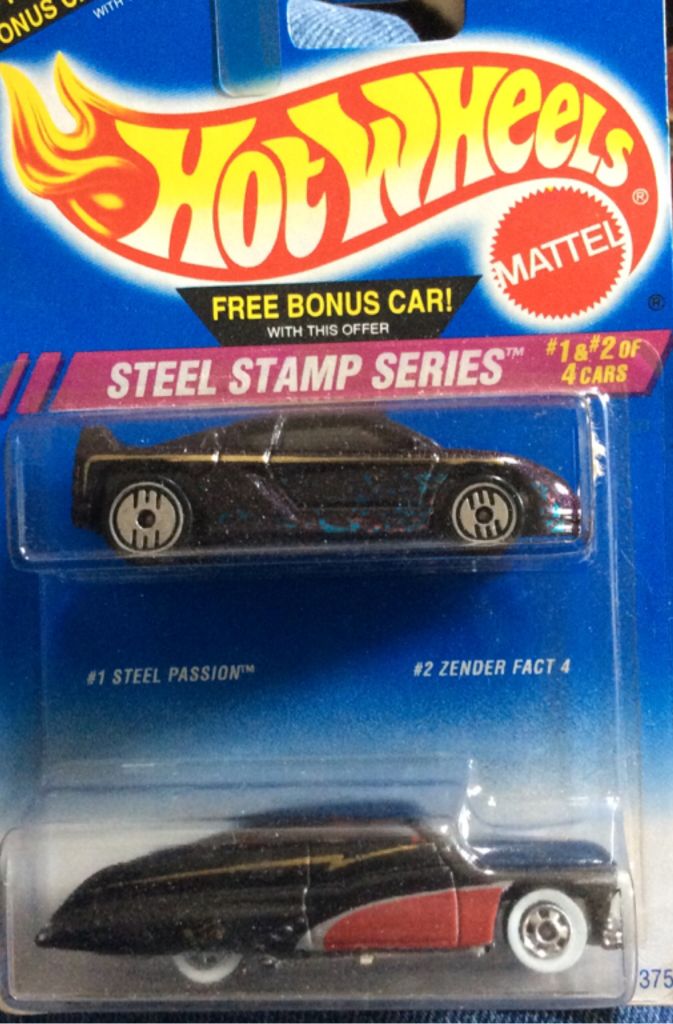 ONUS C
WITH
HOT WHEELS®
MATTEL
®
FREE BONUS CAR!
WITH THIS OFFER
STEEL STAMP SERIES™
#1 & #2 OF
4 CARS
#1 STEEL PASSION™
#2 ZENDER FACT 4
375